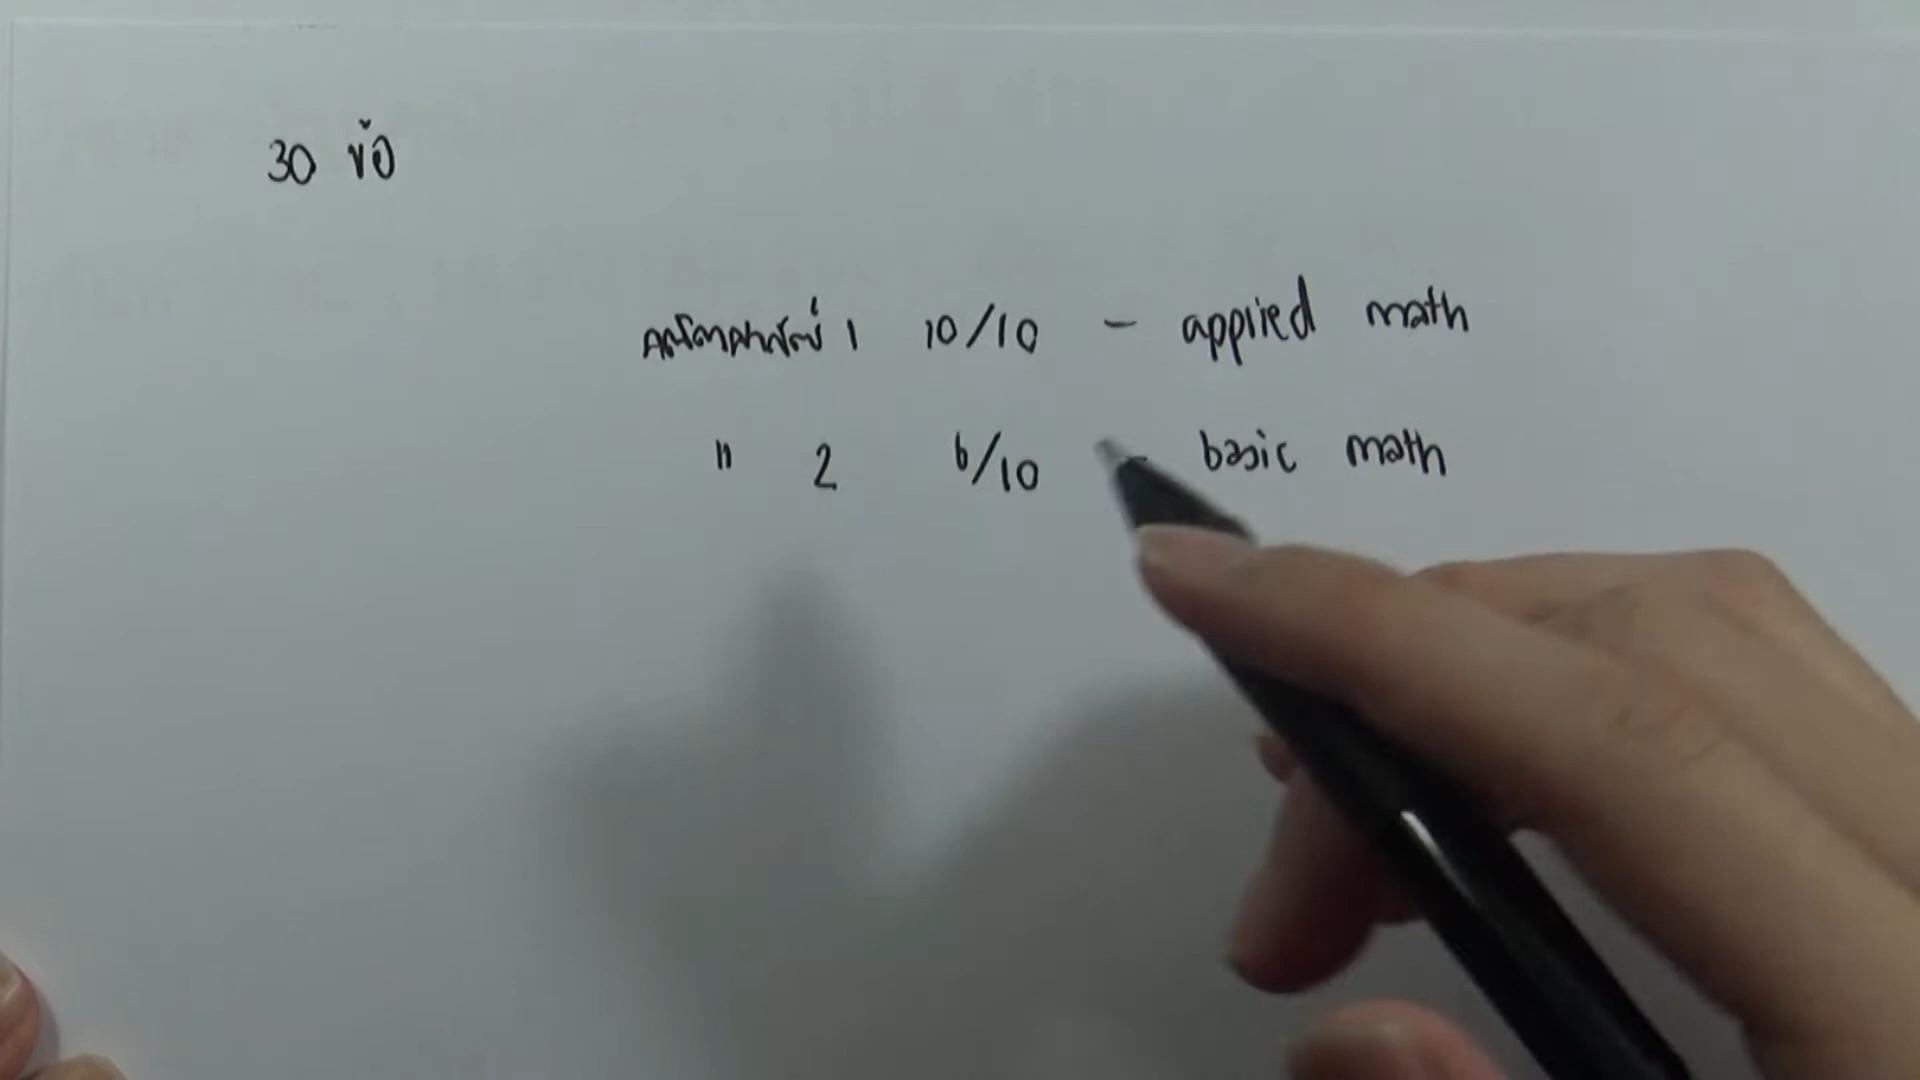 30 ข้อ
คณิตศาสตร์ 1 10/10 - applied math
" 2 6/10 - basic math